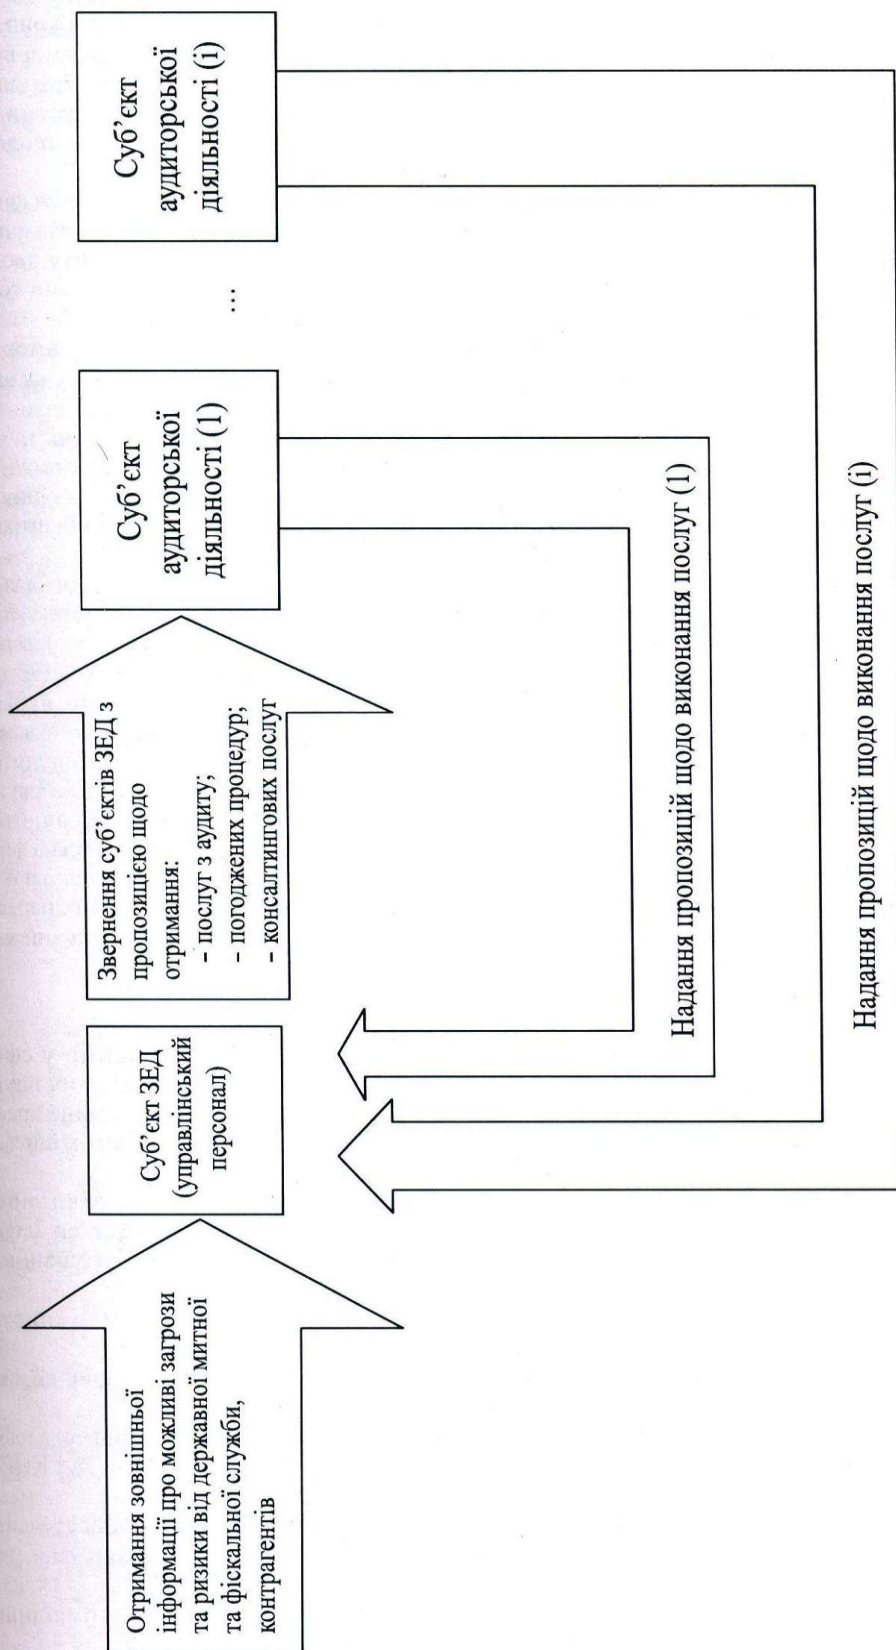 Отримання зовнішньої
інформації про можливі загрози
та ризики від державної митної
та фіскальної служби,
контрагентів
Суб’єкт ЗЕД
(управлінський
персонал)
Звернення суб’єктів ЗЕД з
пропозицією щодо
отримання:
– послуг з аудиту;
– погоджених процедур;
– консалтингових послуг
Суб’єкт
аудиторської
діяльності (1)
...
Суб’єкт
аудиторської
діяльності (і)
Надання пропозицій щодо виконання послуг (1)
Надання пропозицій щодо виконання послуг (і)